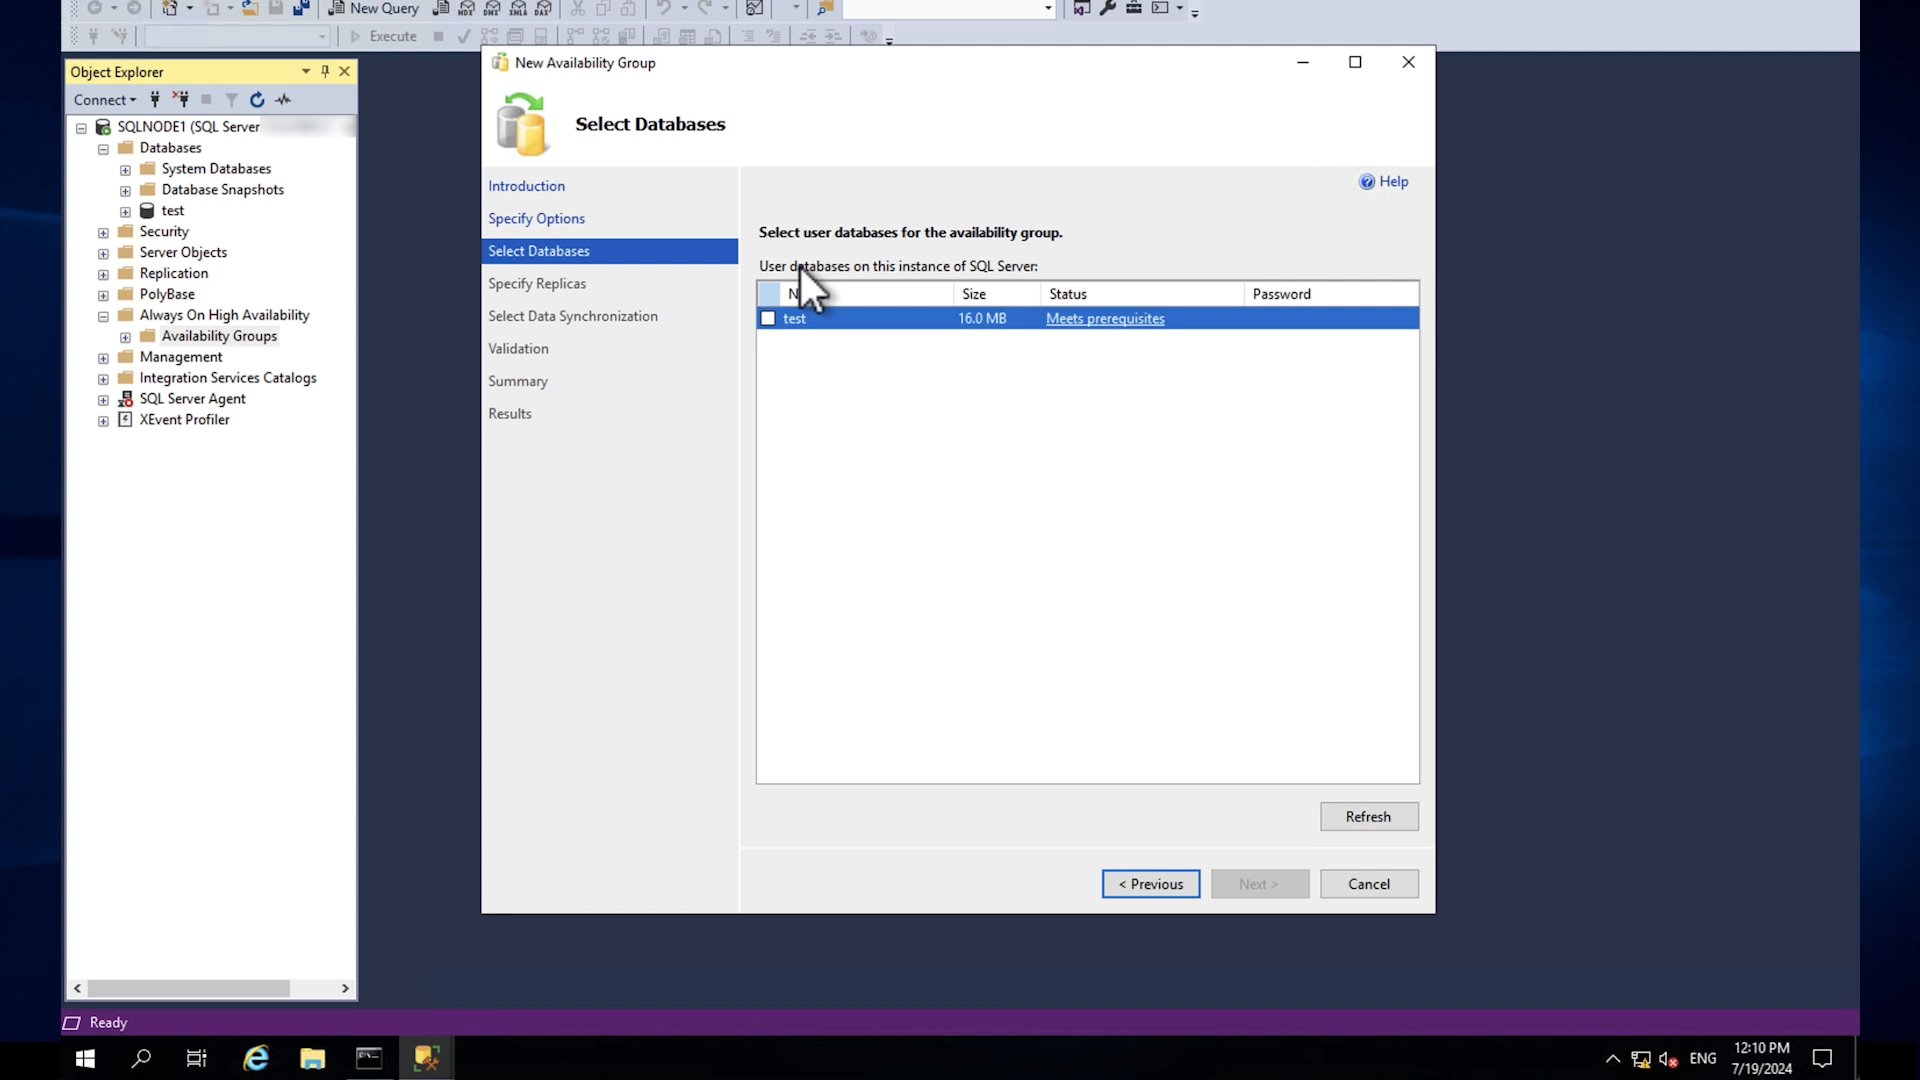 New Query
MDX
DMX
XMLA
DAX
Execute
Object Explorer
Connect
SQLNODE1 (SQL Server
Databases
System Databases
Database Snapshots
test
Security
Server Objects
Replication
PolyBase
Always On High Availability
Availability Groups
Management
Integration Services Catalogs
SQL Server Agent
XEvent Profiler
New Availability Group
Select Databases
Introduction
Specify Options
Select Databases
Specify Replicas
Select Data Synchronization
Validation
Summary
Results
Help
Select user databases for the availability group.
User databases on this instance of SQL Server:
Size Status Password
test 16.0 MB Meets prerequisites
Refresh
< Previous Next > Cancel
Ready
ENG
12:10 PM
7/19/2024